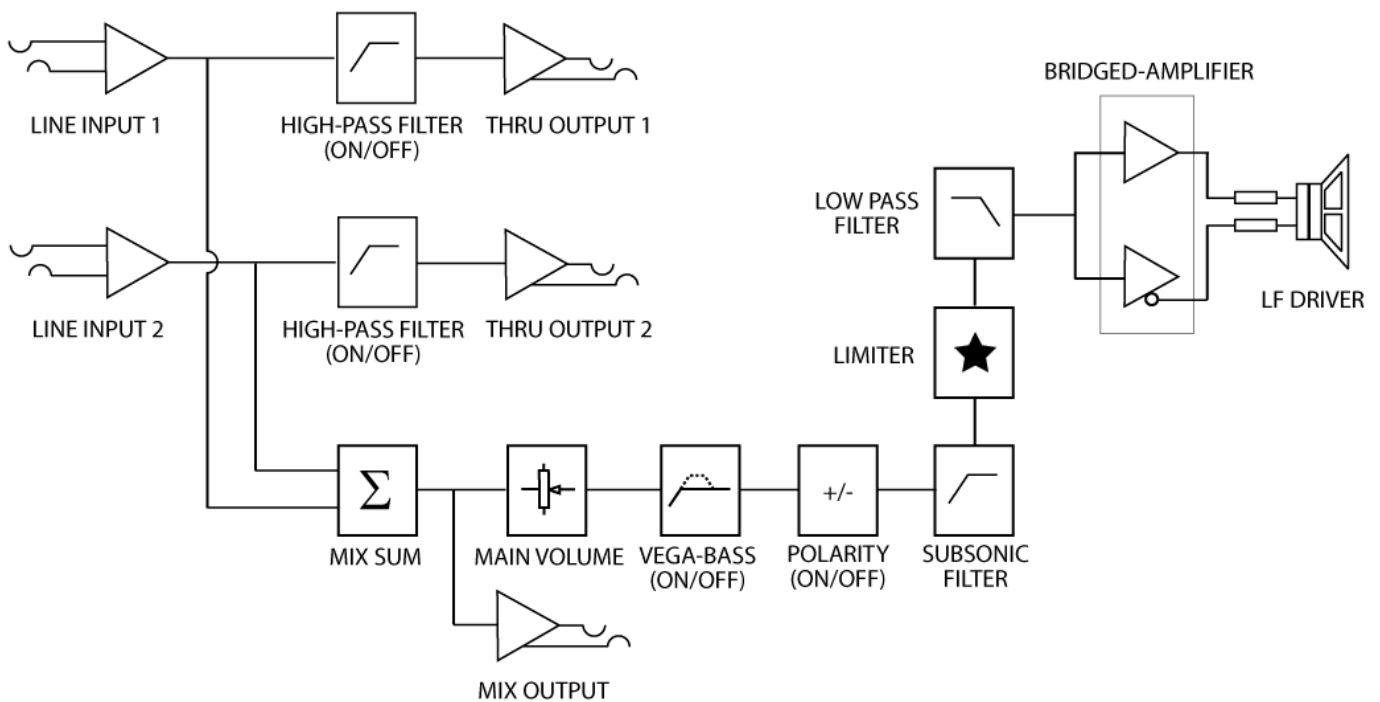 LINE INPUT 1
HIGH-PASS FILTER
(ON/OFF)
THRU OUTPUT 1
BRIDGED-AMPLIFIER
LOW PASS
FILTER
LINE INPUT 2
HIGH-PASS FILTER
(ON/OFF)
THRU OUTPUT 2
LF DRIVER
LIMITER
Σ
+/-
MIX SUM
MAIN VOLUME
VEGA-BASS
(ON/OFF)
POLARITY
(ON/OFF)
SUBSONIC
FILTER
MIX OUTPUT